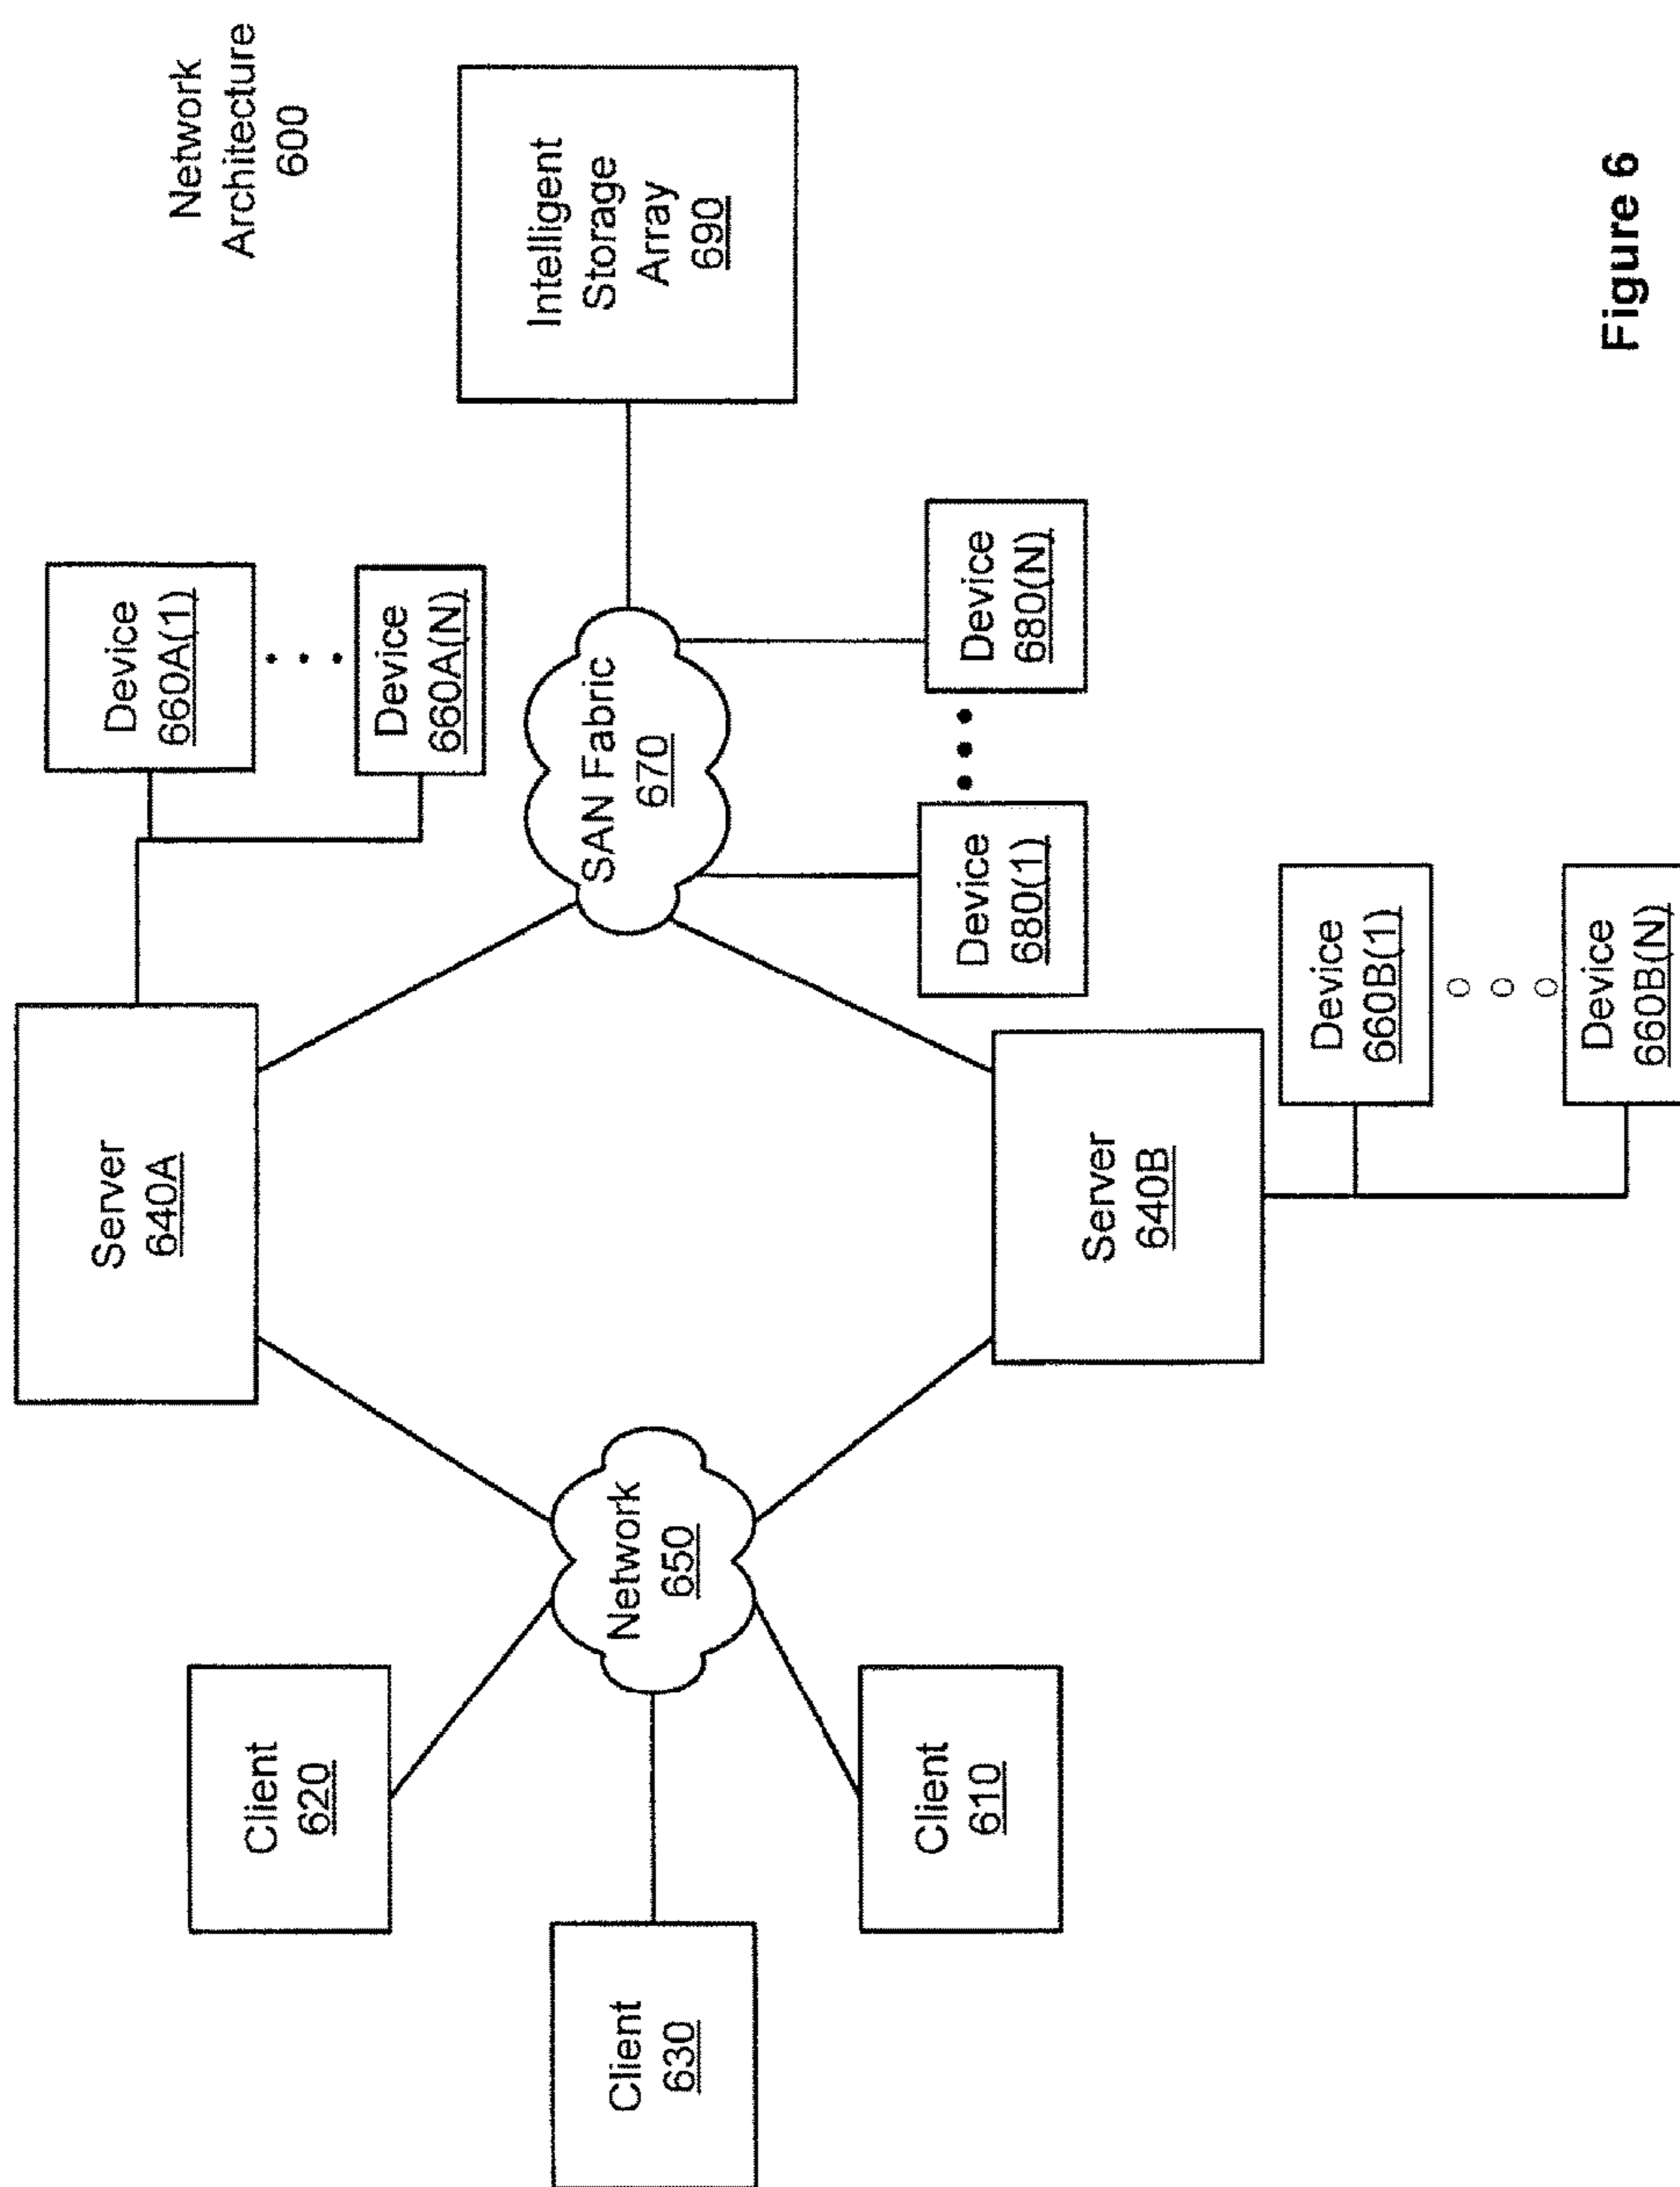 Network
Architecture
600
Device
660A(1)
Device
660A(N)
Server
640A
Client
620
Intelligent
Storage
Array
690
SAN Fabric
670
Network
650
Client
630
Device
680(1)
Device
680(N)
Client
610
Server
640B
Device
660B(1)
Device
660B(N)
Figure 6